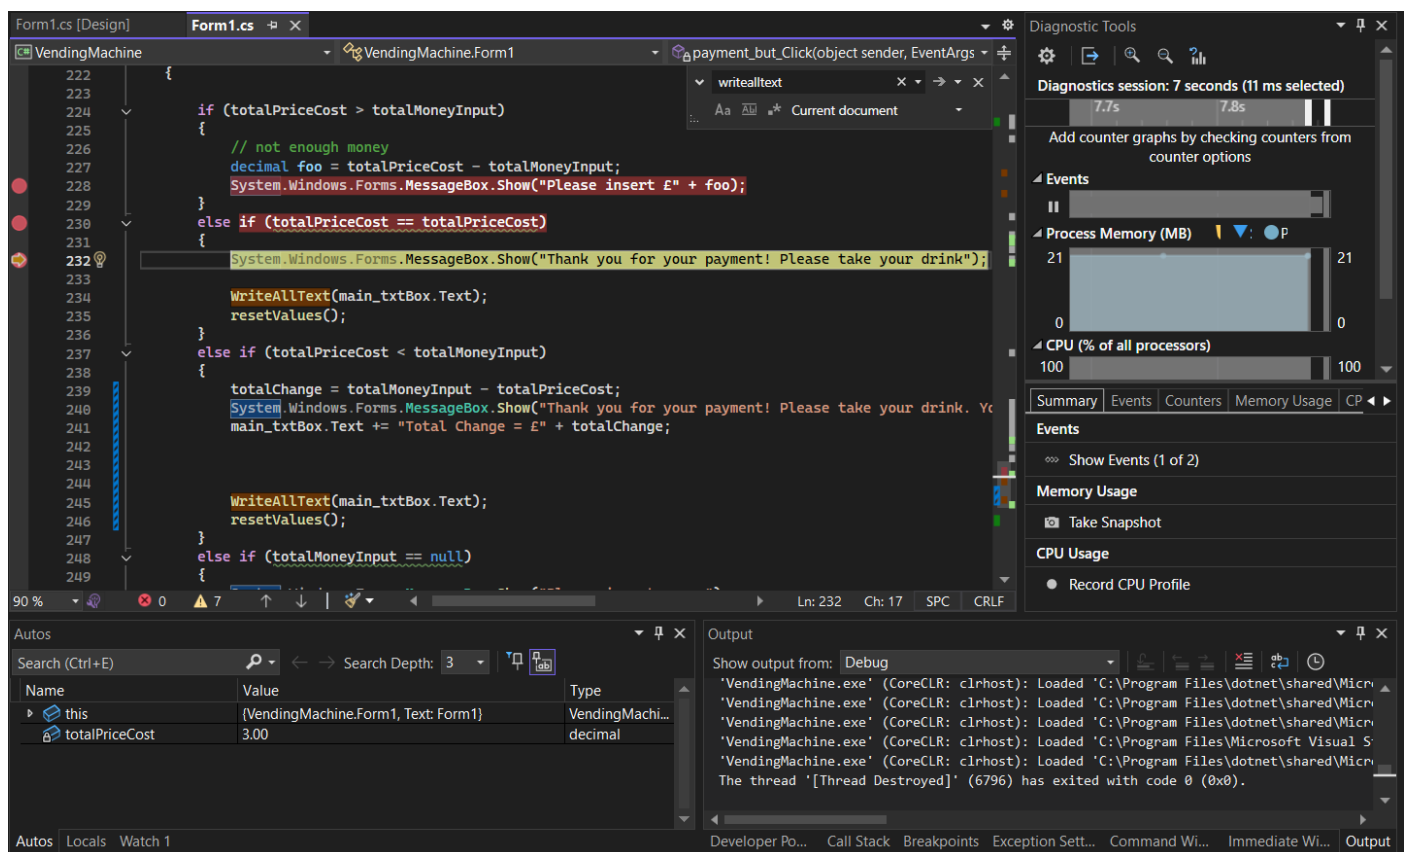 Form1.cs [Design]
Form1.cs
VendingMachine
VendingMachine.Form1
payment_but_Click(object sender, EventArgs
writealltext
Aa Ab .* Current document
222 {
223
224 if (totalPriceCost > totalMoneyInput)
225 {
226 // not enough money
227 decimal foo = totalPriceCost - totalMoneyInput;
228 System.Windows.Forms.MessageBox.Show("Please insert £" + foo);
229 }
230 else if (totalPriceCost == totalPriceCost)
231 {
232 System.Windows.Forms.MessageBox.Show("Thank you for your payment! Please take your drink");
233
234 WriteAllText(main_txtBox.Text);
235 resetValues();
236 }
237 else if (totalPriceCost < totalMoneyInput)
238 {
239 totalChange = totalMoneyInput - totalPriceCost;
240 System.Windows.Forms.MessageBox.Show("Thank you for your payment! Please take your drink. Yo
241 main_txtBox.Text += "Total Change = £" + totalChange;
242
243
244
245 WriteAllText(main_txtBox.Text);
246 resetValues();
247 }
248 else if (totalMoneyInput == null)
249 {
90 %
0
7
Ln: 232 Ch: 17 SPC CRLF
Diagnostic Tools
Diagnostics session: 7 seconds (11 ms selected)
7.7s 7.8s
Add counter graphs by checking counters from
counter options
Events
Process Memory (MB) P
21 21
0 0
CPU (% of all processors)
100 100
Summary Events Counters Memory Usage CP
Events
Show Events (1 of 2)
Memory Usage
Take Snapshot
CPU Usage
Record CPU Profile
Autos
Search (Ctrl+E)
Search Depth: 3
Name Value Type
this {VendingMachine.Form1, Text: Form1} VendingMachi...
totalPriceCost 3.00 decimal
Autos Locals Watch 1
Output
Show output from: Debug
'VendingMachine.exe' (CoreCLR: clrhost): Loaded 'C:\Program Files\dotnet\shared\Micro
'VendingMachine.exe' (CoreCLR: clrhost): Loaded 'C:\Program Files\dotnet\shared\Micro
'VendingMachine.exe' (CoreCLR: clrhost): Loaded 'C:\Program Files\dotnet\shared\Micro
'VendingMachine.exe' (CoreCLR: clrhost): Loaded 'C:\Program Files\Microsoft Visual S
'VendingMachine.exe' (CoreCLR: clrhost): Loaded 'C:\Program Files\dotnet\shared\Micro
The thread '[Thread Destroyed]' (6796) has exited with code 0 (0x0).
Developer Po... Call Stack Breakpoints Exception Sett... Command Wi... Immediate Wi... Output